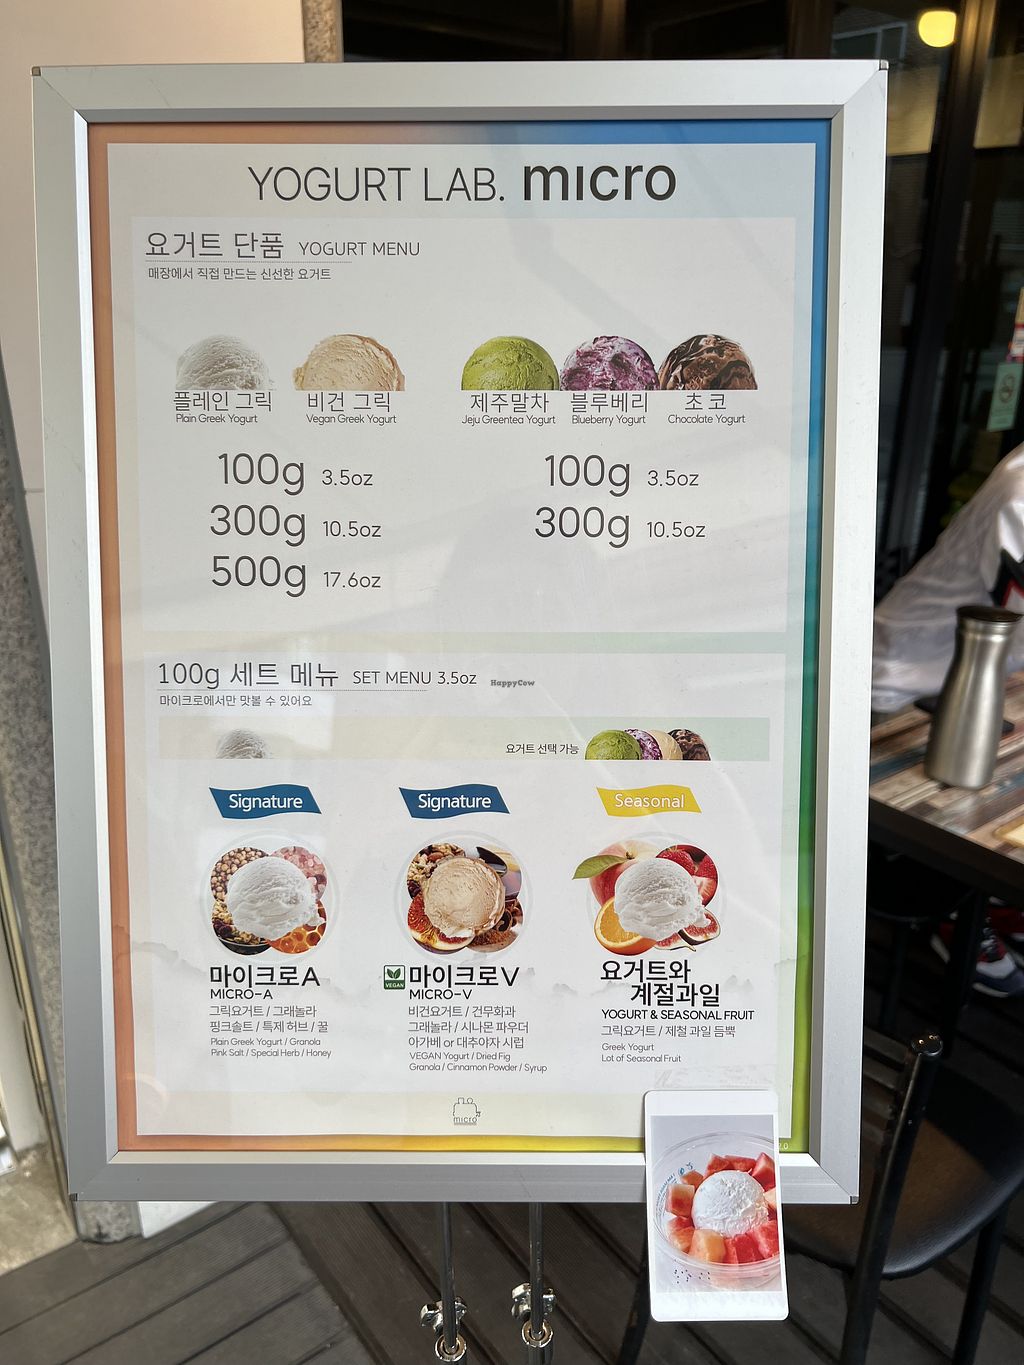 YOGURT LAB. mıcro
요거트 단품 YOGURT MENU
매장에서 직접 만드는 신선한 요거트
플레인 그릭 비건 그릭 제주말차 블루베리 초코
Plain Greek Yogurt Vegan Greek Yogurt Jeju Greentea Yogurt Blueberry Yogurt Chocolate Yogurt
100g 3.5oz 100g 3.5oz
300g 10.5oz 300g 10.5oz
500g 17.6oz
100g 세트 메뉴 SET MENU 3.5oz
HappyCow
마이크로에서만 맛볼 수 있어요
요거트 선택 가능
Signature
마이크로A
MICRO-A
그릭요거트 / 그래놀라
핑크솔트 / 특제 허브 / 꿀
Plain Greek Yogurt / Granola
Pink Salt / Special Herb / Honey
Signature
VEGAN
마이크로V
MICRO-V
비건요거트 / 건무화과
그래놀라 / 시나몬 파우더
아가베 or 대추야자 시럽
VEGAN Yogurt / Dried Fig
Granola / Cinnamon Powder / Syrup
Seasonal
요거트와
계절과일
YOGURT & SEASONAL FRUIT
그릭요거트 / 제철 과일 듬뿍
Greek Yogurt
Lot of Seasonal Fruit
micro